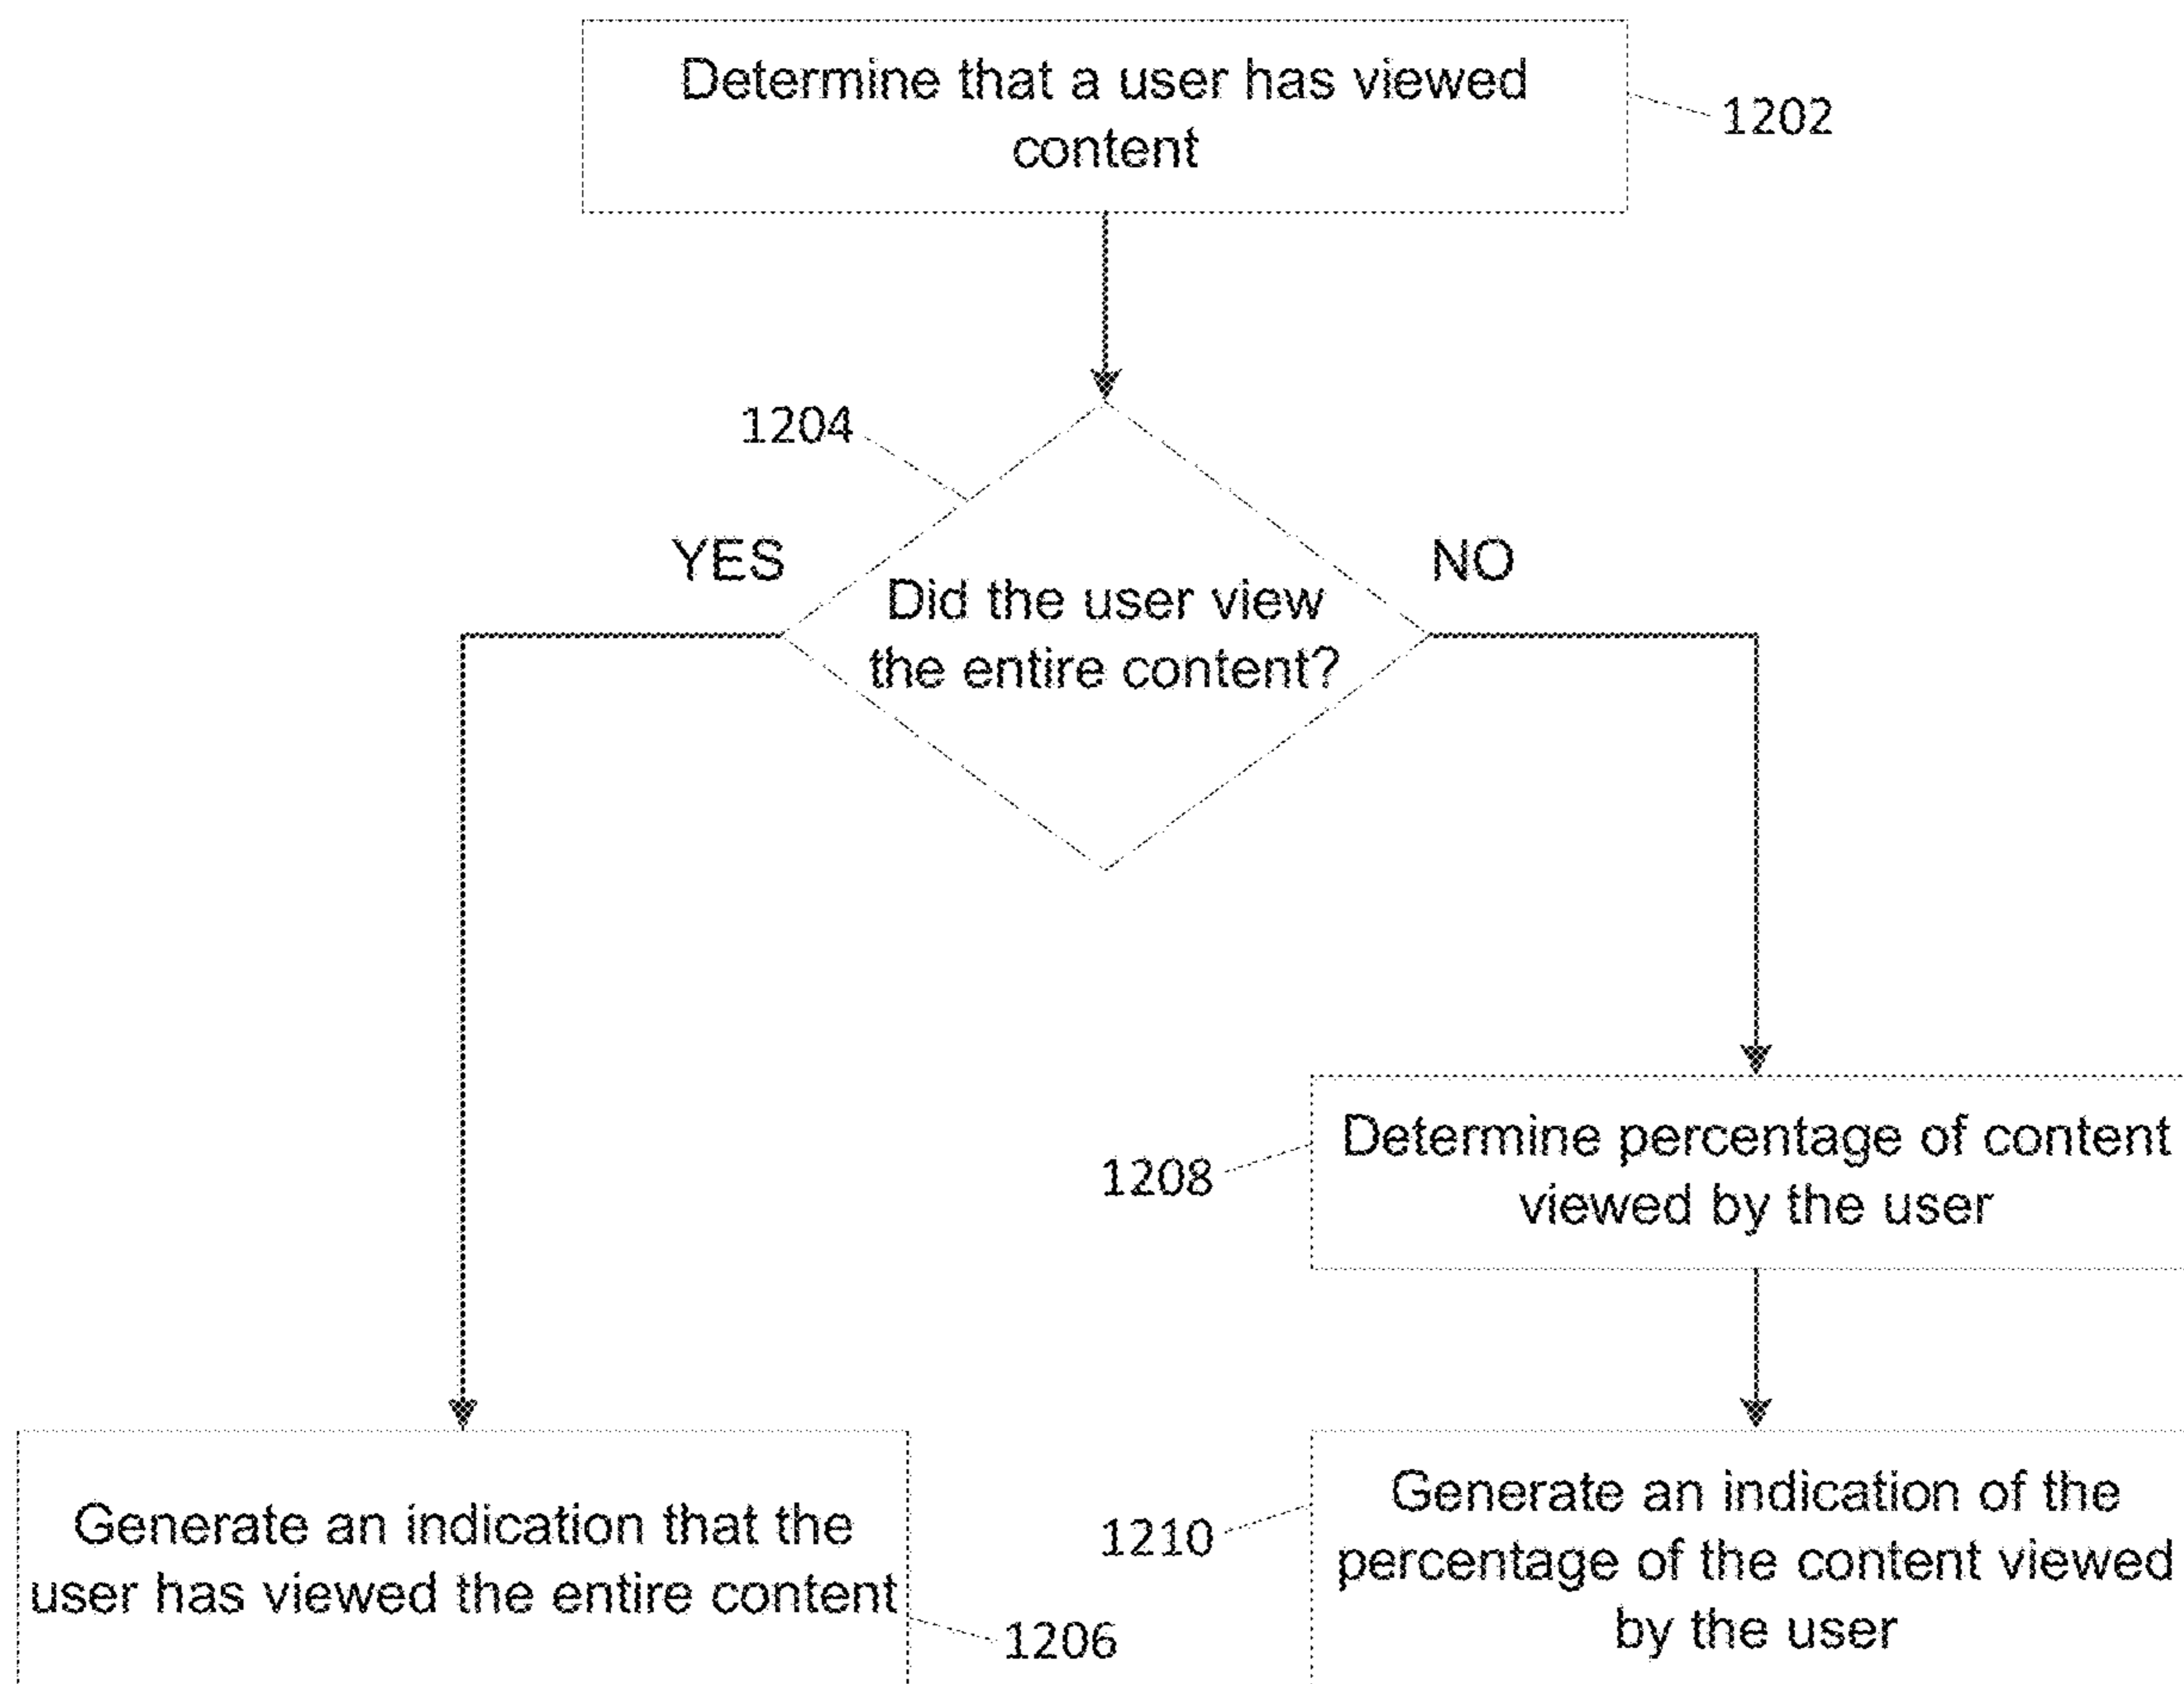 Determine that a user has viewed
content
1202
1204
YES
NO
Did the user view
the entire content?
Determine percentage of content
viewed by the user
1208
Generate an indication that the
user has viewed the entire content
1206
Generate an indication of the
percentage of the content viewed
by the user
1210